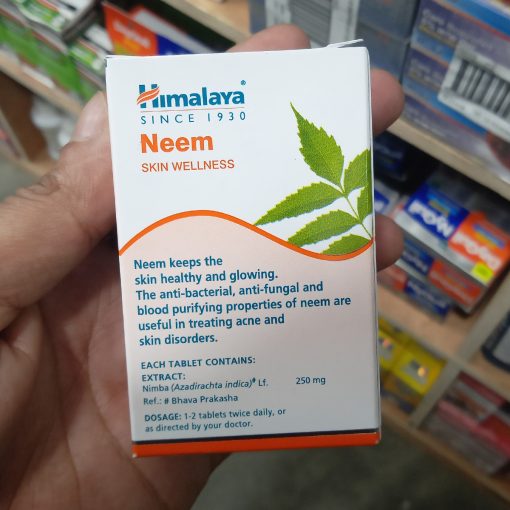 Himalaya®
SINCE 1930
Neem
SKIN WELLNESS
Neem keeps the
skin healthy and glowing.
The anti-bacterial, anti-fungal and
blood purifying properties of neem are
useful in treating acne and
skin disorders.
EACH TABLET CONTAINS:
EXTRACT:
Nimba (Azadirachta indica)# Lf. 250 mg
Ref.: # Bhava Prakasha
DOSAGE: 1-2 tablets twice daily, or
as directed by your doctor.